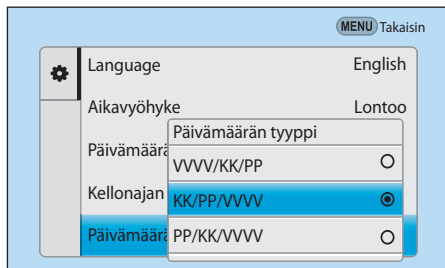 MENU Takaisin
Language English
Aikavyöhyke Lontoo
Päivämäärän tyyppi
Päivämäärä
VVVV/KK/PP
Kellonajan
KK/PP/VVVV
Päivämäärä
PP/KK/VVVV